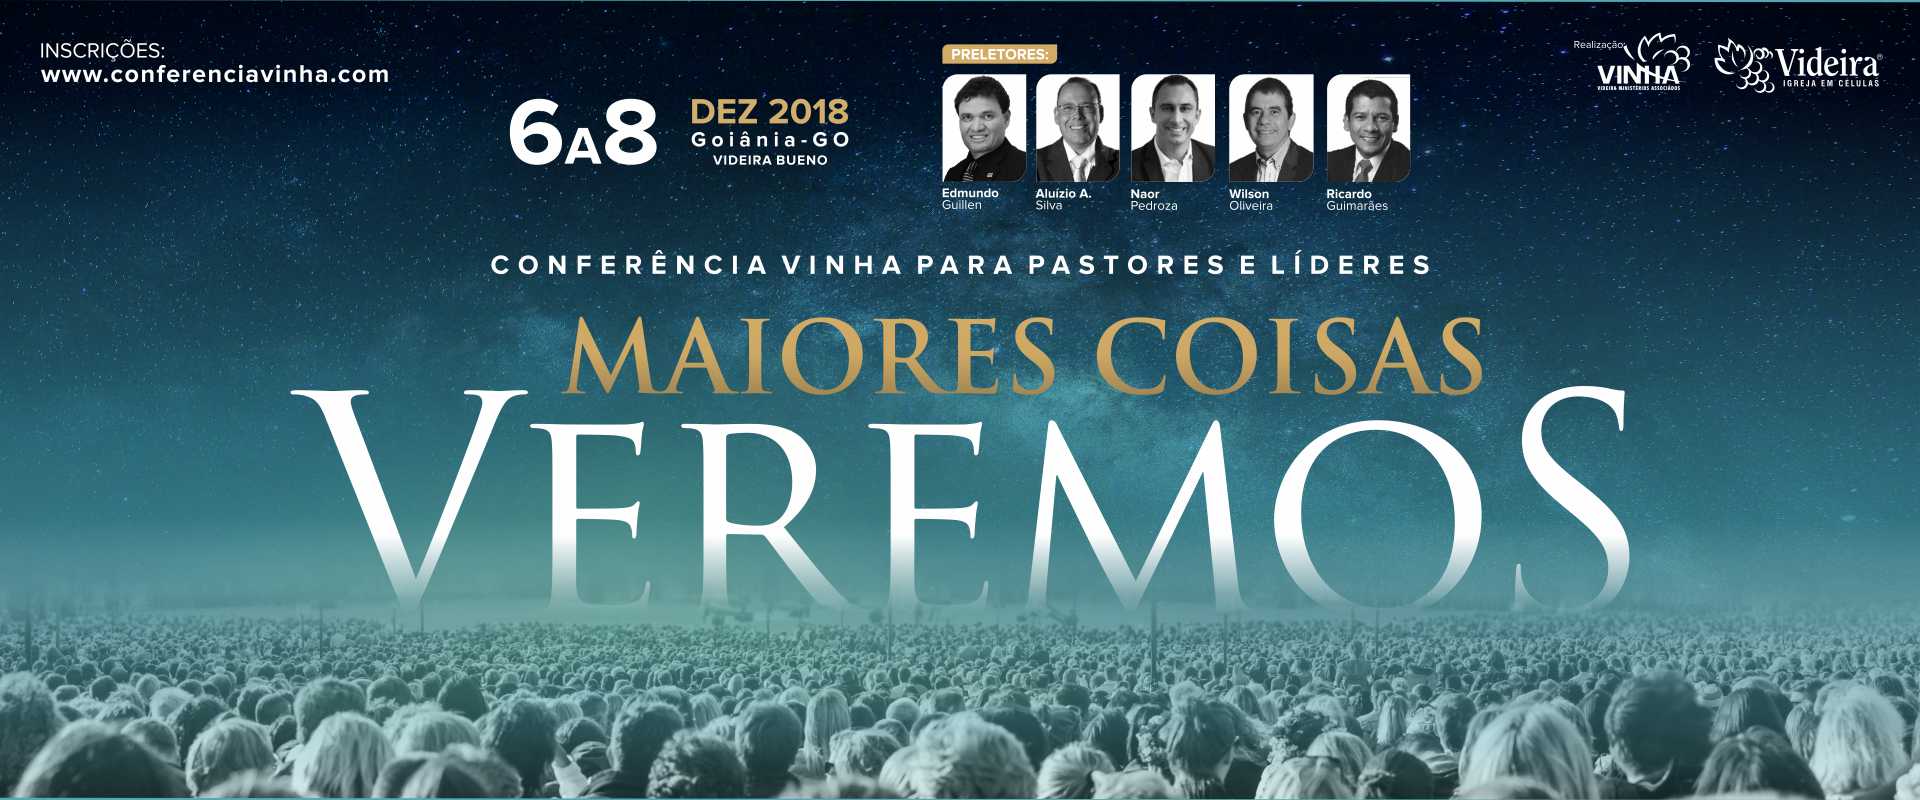 INSCRIÇÕES:
www.conferenciavinha.com
6A8
DEZ 2018
Goiânia-GO
VIDEIRA BUENO
PRELETORES:
Edmundo
Guillen
Aluízio A.
Silva
Naor
Pedroza
Wilson
Oliveira
Ricardo
Guimarães
Realização:
VINHA
VIDEIRA MINISTÉRIOS ASSOCIADOS
Videira®
IGREJA EM CÉLULAS
CONFERÊNCIA VINHA PARA PASTORES E LÍDERES
MAIORES COISAS
VEREMOS